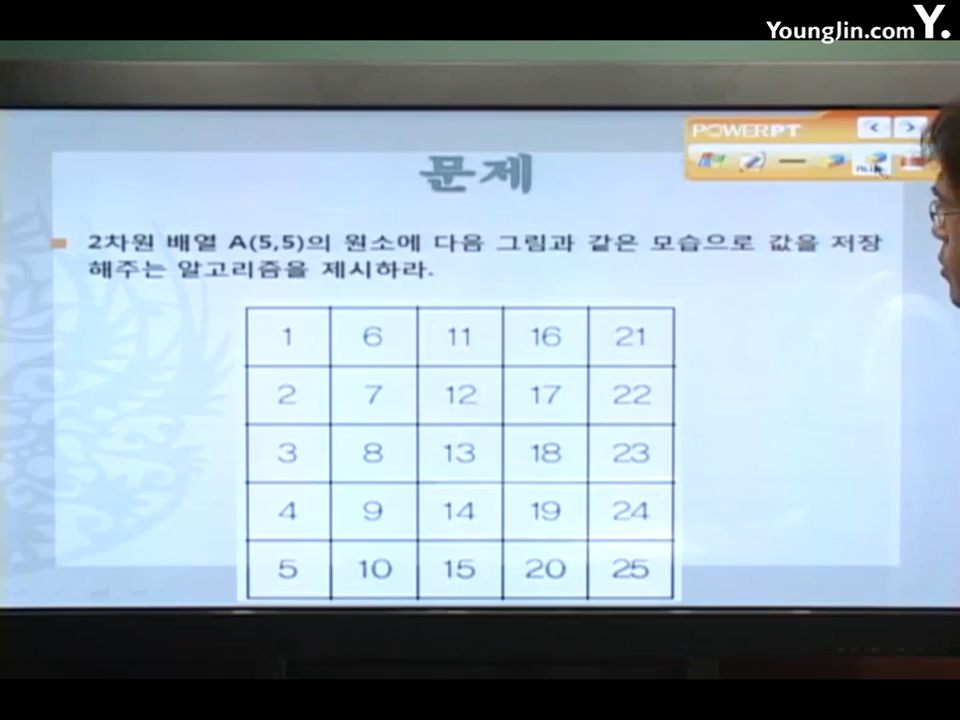 YoungJin.com Y.
POWERPT
문제
2차원 배열 A(5,5)의 원소에 다음 그림과 같은 모습으로 값을 저장
해주는 알고리즘을 제시하라.
1 6 11 16 21
2 7 12 17 22
3 8 13 18 23
4 9 14 19 24
5 10 15 20 25